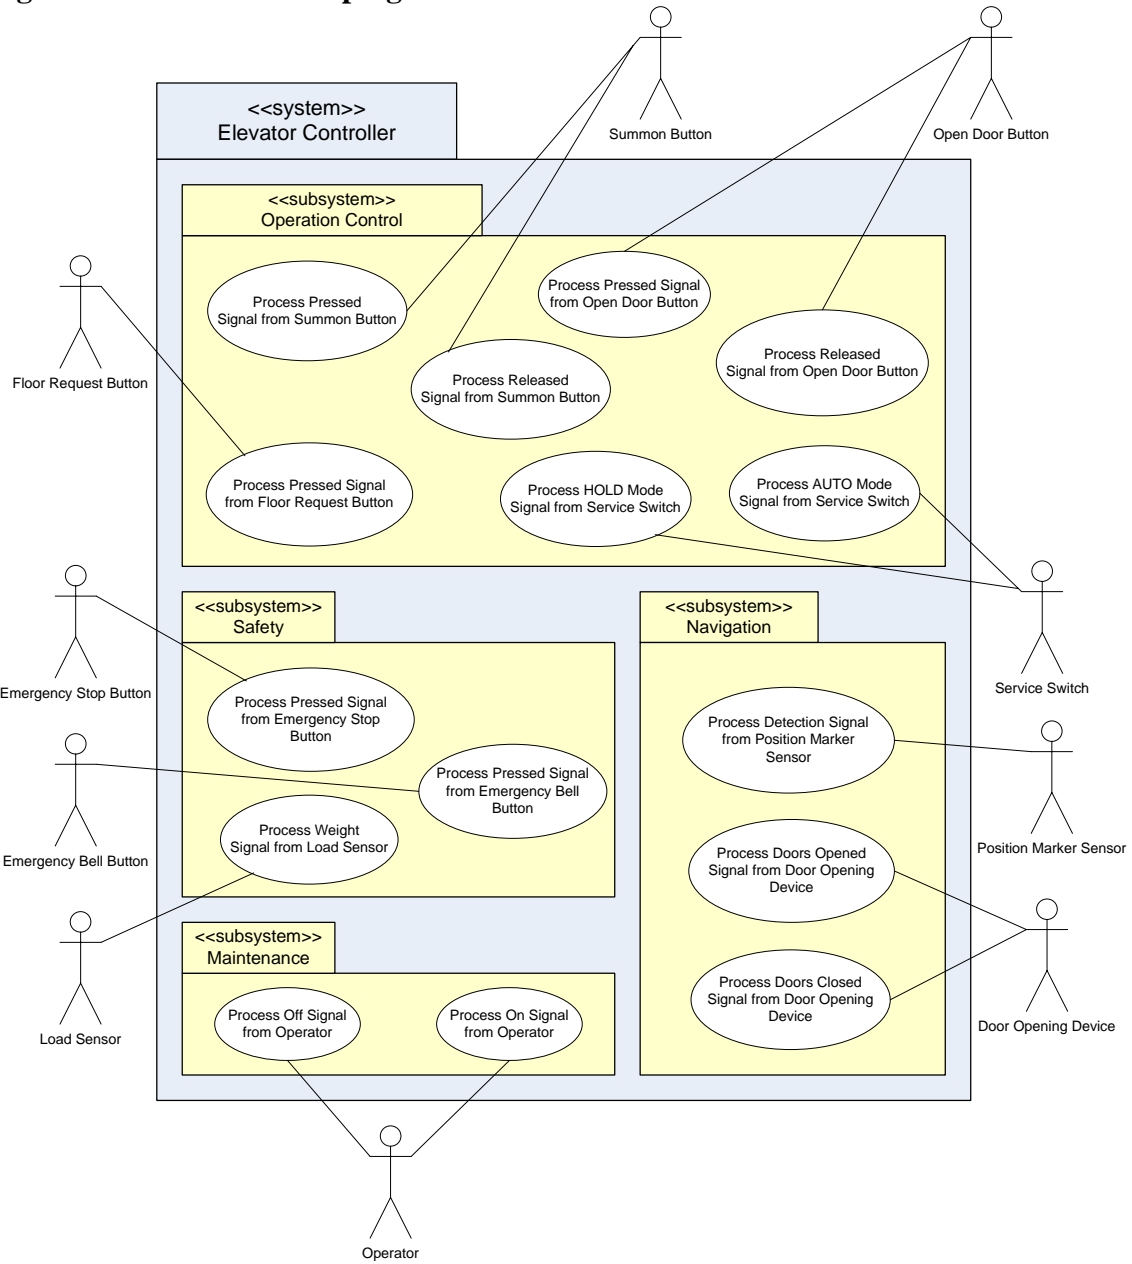 Summon Button
Open Door Button
<<system>>
Elevator Controller
<<subsystem>>
Operation Control
Process Pressed
Signal from Summon Button
Process Pressed Signal
from Open Door Button
Process Released
Signal from Open Door Button
Process Released
Signal from Summon Button
Floor Request Button
Process Pressed Signal
from Floor Request Button
Process HOLD Mode
Signal from Service Switch
Process AUTO Mode
Signal from Service Switch
Service Switch
<<subsystem>>
Safety
Emergency Stop Button
Process Pressed Signal
from Emergency Stop
Button
Process Pressed Signal
from Emergency Bell
Button
Emergency Bell Button
Process Weight
Signal from Load Sensor
Load Sensor
<<subsystem>>
Navigation
Process Detection Signal
from Position Marker
Sensor
Position Marker Sensor
Process Doors Opened
Signal from Door Opening
Device
Process Doors Closed
Signal from Door Opening
Device
Door Opening Device
<<subsystem>>
Maintenance
Process Off Signal
from Operator
Process On Signal
from Operator
Operator